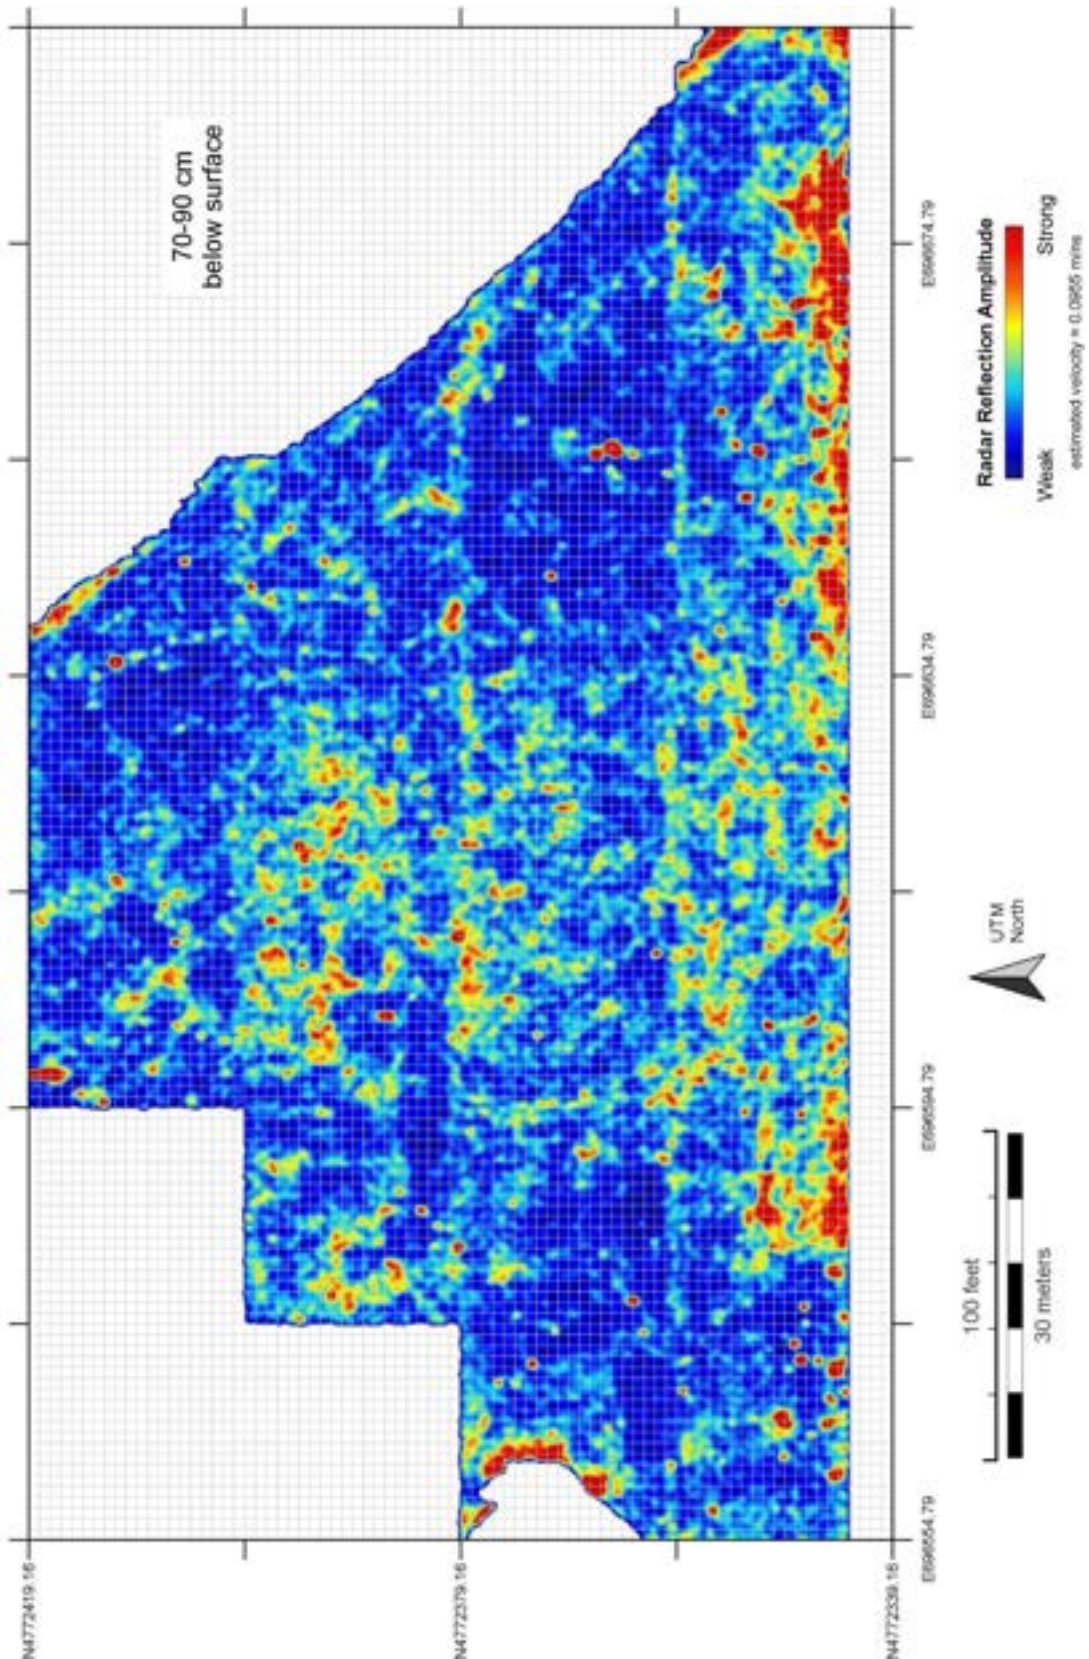 70-90 cm
below surface
N4772419.16
N4772379.16
N4772339.16
E696554.79
E696594.79
E696634.79
E696674.79
100 feet
30 meters
UTM
North
Radar Reflection Amplitude
Weak
Strong
estimated velocity = 0.0955 m/ns